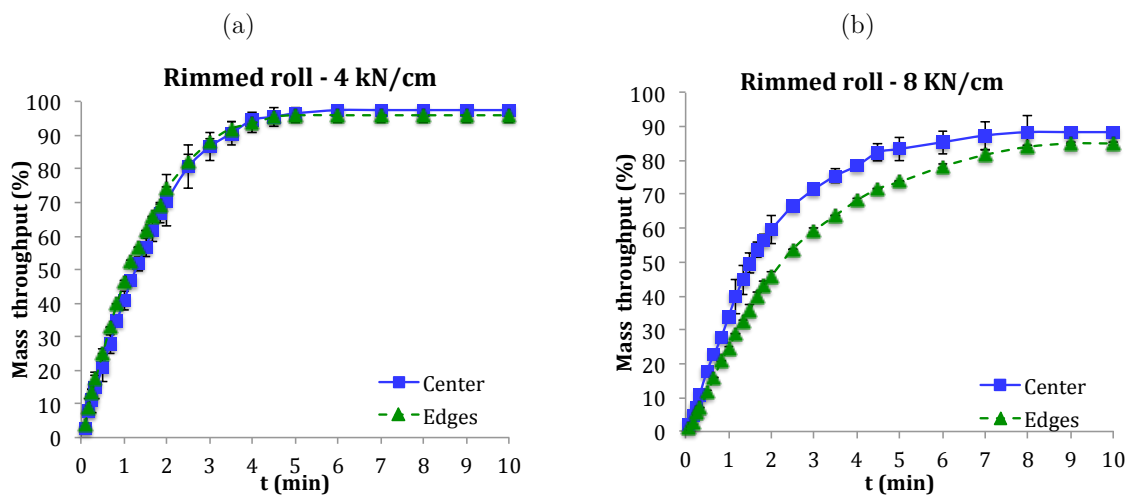 (a)
(b)
Rimmed roll - 4 kN/cm
Mass throughput (%)
100
90
80
70
60
50
40
30
20
10
0
0 1 2 3 4 5 6 7 8 9 10
t (min)
Center
Edges
Rimmed roll - 8 KN/cm
Mass throughput (%)
100
90
80
70
60
50
40
30
20
10
0
0 1 2 3 4 5 6 7 8 9 10
t (min)
Center
Edges